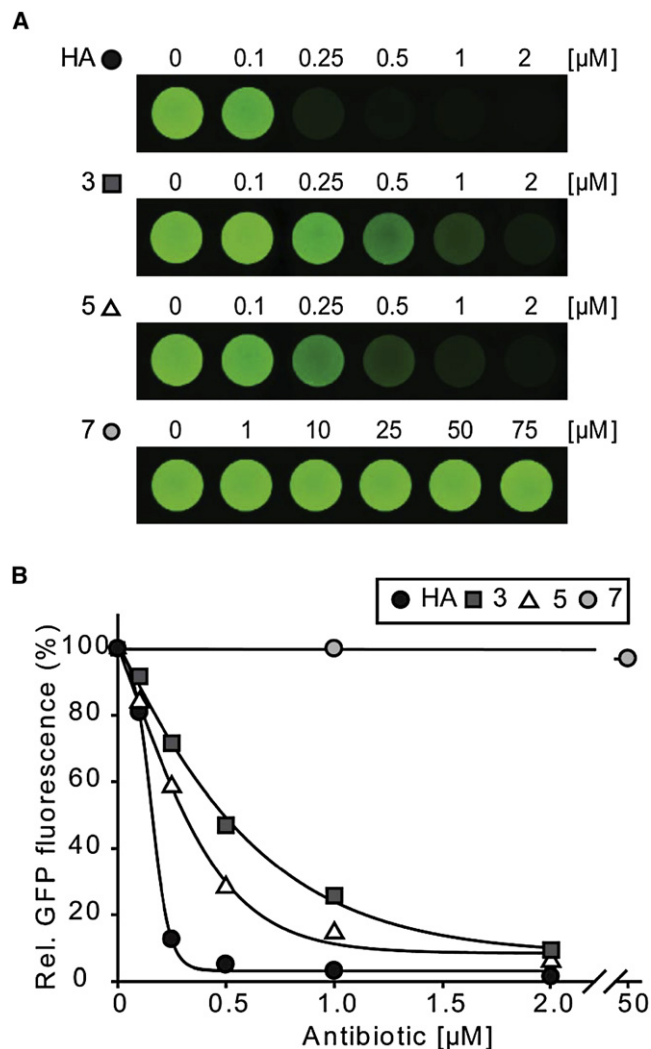 A
HA 0 0.1 0.25 0.5 1 2 [µM]
3 0 0.1 0.25 0.5 1 2 [µM]
5 0 0.1 0.25 0.5 1 2 [µM]
7 0 1 10 25 50 75 [µM]
B
HA 3 5 7
Rel. GFP fluorescence (%)
100
80
60
40
20
0
0 0.5 1.0 1.5 2.0 50
Antibiotic [µM]